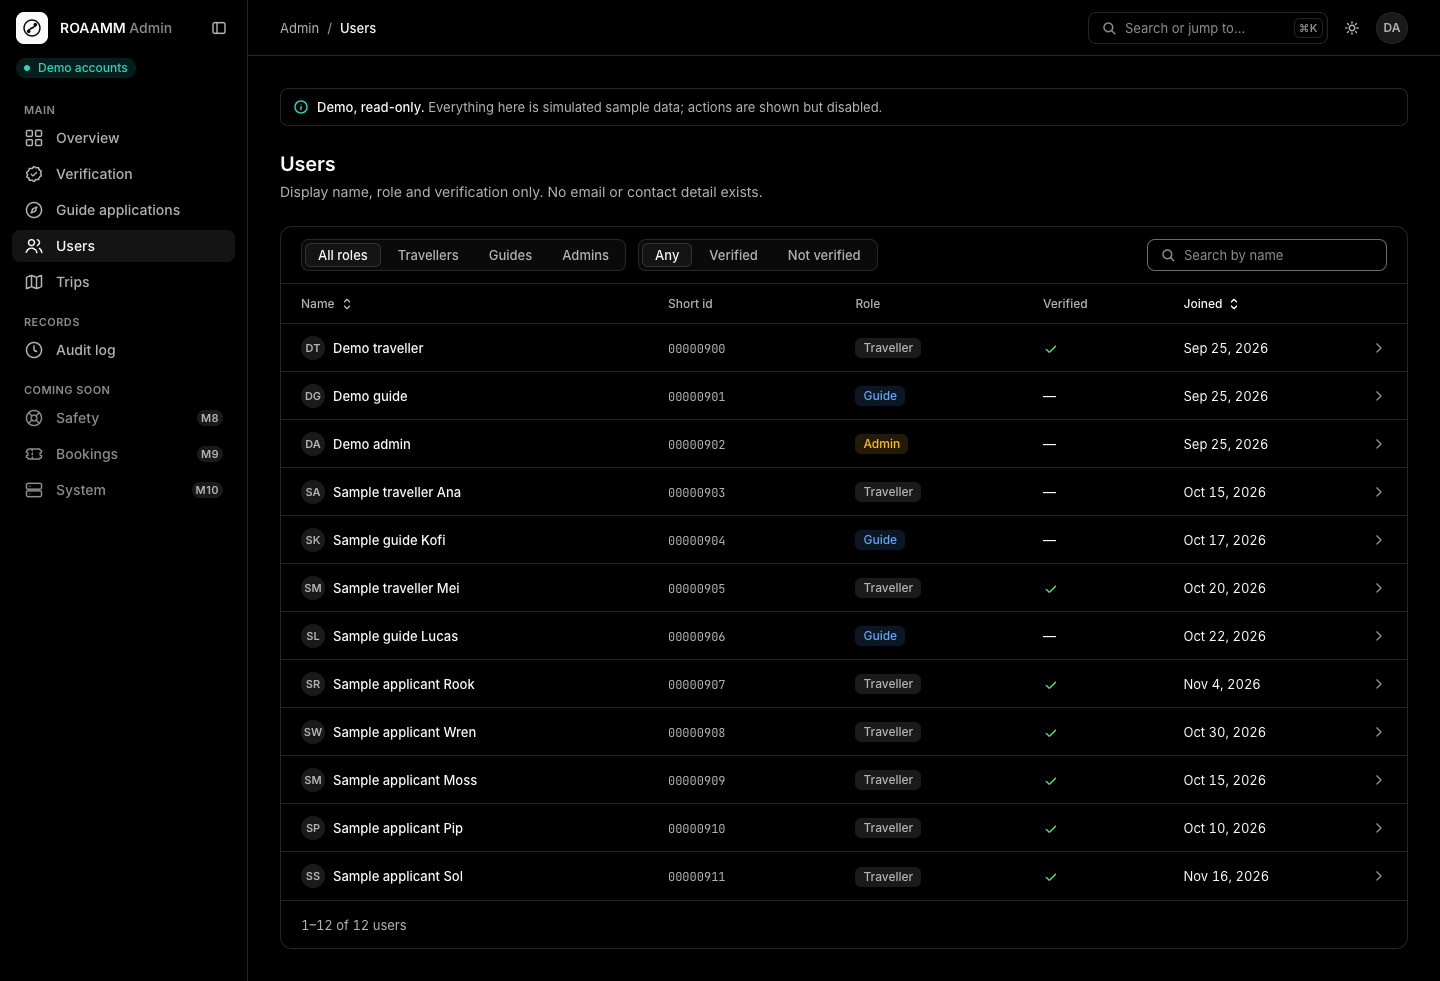 ROAAMM Admin
Demo accounts
MAIN
Overview
Verification
Guide applications
Users
Trips
RECORDS
Audit log
COMING SOON
Safety M8
Bookings M9
System M10
Admin / Users
Search or jump to... ⌘K
DA
Demo, read-only. Everything here is simulated sample data; actions are shown but disabled.
Users
Display name, role and verification only. No email or contact detail exists.
All roles Travellers Guides Admins Any Verified Not verified Search by name
Name Short id Role Verified Joined
DT Demo traveller 00000900 Traveller ✓ Sep 25, 2026
DG Demo guide 00000901 Guide — Sep 25, 2026
DA Demo admin 00000902 Admin — Sep 25, 2026
SA Sample traveller Ana 00000903 Traveller — Oct 15, 2026
SK Sample guide Kofi 00000904 Guide — Oct 17, 2026
SM Sample traveller Mei 00000905 Traveller ✓ Oct 20, 2026
SL Sample guide Lucas 00000906 Guide — Oct 22, 2026
SR Sample applicant Rook 00000907 Traveller ✓ Nov 4, 2026
SW Sample applicant Wren 00000908 Traveller ✓ Oct 30, 2026
SM Sample applicant Moss 00000909 Traveller ✓ Oct 15, 2026
SP Sample applicant Pip 00000910 Traveller ✓ Oct 10, 2026
SS Sample applicant Sol 00000911 Traveller ✓ Nov 16, 2026
1–12 of 12 users